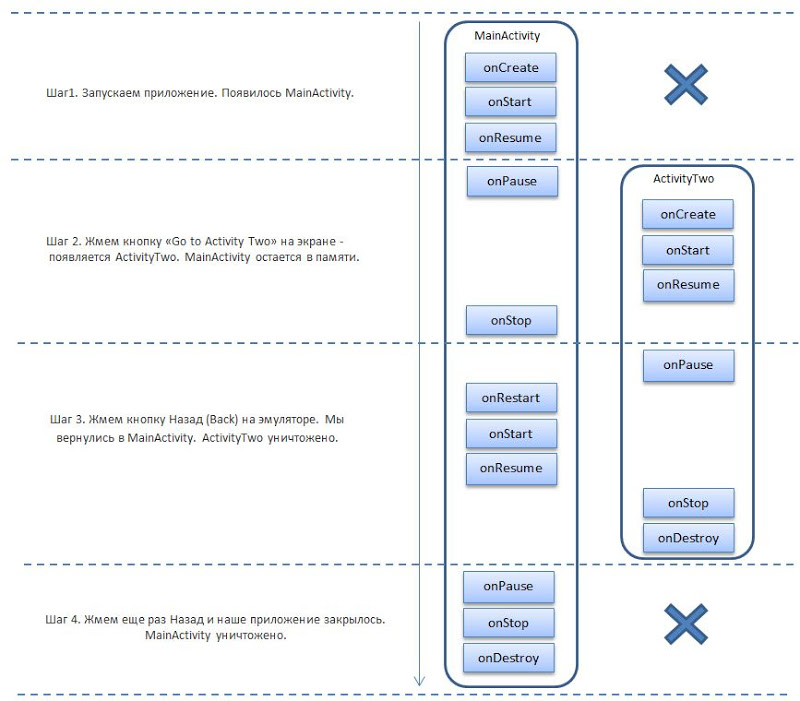 MainActivity
onCreate
Шаг1. Запускаем приложение. Появилось MainActivity.
onStart
onResume
onPause
ActivityTwo
onCreate
Шаг 2. Жмем кнопку «Go to Activity Two» на экране -
появляется ActivityTwo. MainActivity остается в памяти.
onStart
onResume
onStop
onPause
onRestart
Шаг 3. Жмем кнопку Назад (Back) на эмуляторе. Мы
вернулись в MainActivity. ActivityTwo уничтожено.
onStart
onResume
onStop
onDestroy
onPause
Шаг 4. Жмем еще раз Назад и наше приложение закрылось.
MainActivity уничтожено.
onStop
onDestroy